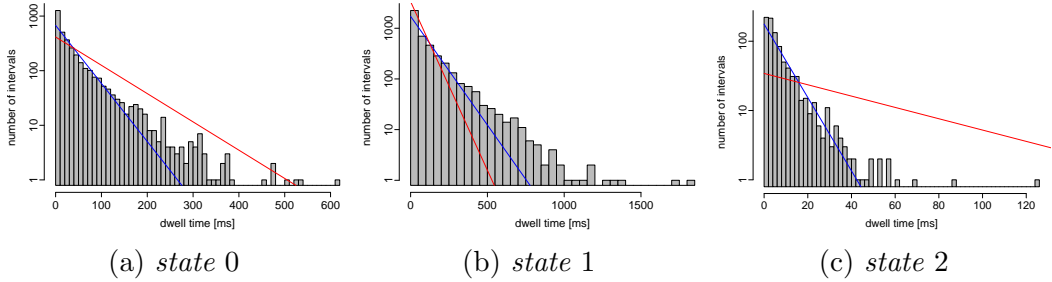 number of intervals
1 10 100 1000
0 100 200 300 400 500 600
dwell time [ms]
(a) state 0
number of intervals
1 10 100 1000
0 500 1000 1500
dwell time [ms]
(b) state 1
number of intervals
1 10 100
0 20 40 60 80 100 120
dwell time [ms]
(c) state 2